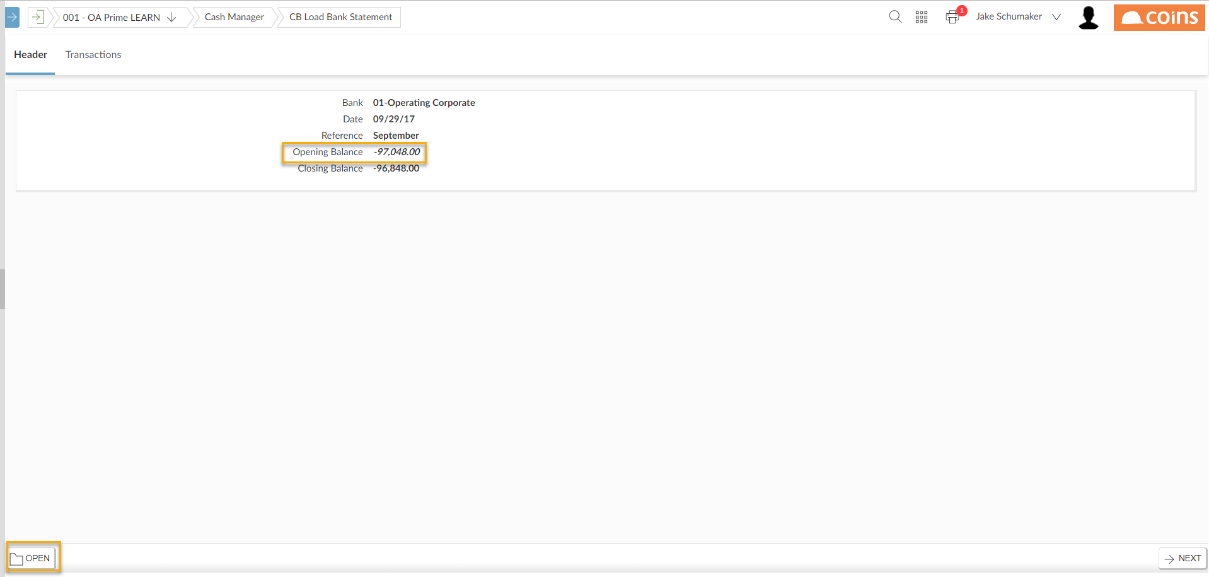 001 - OA Prime LEARN Cash Manager CB Load Bank Statement 1 Jake Schumaker coins
Header Transactions
Bank 01-Operating Corporate
Date 09/29/17
Reference September
Opening Balance -97,048.00
Closing Balance -96,848.00
OPEN NEXT